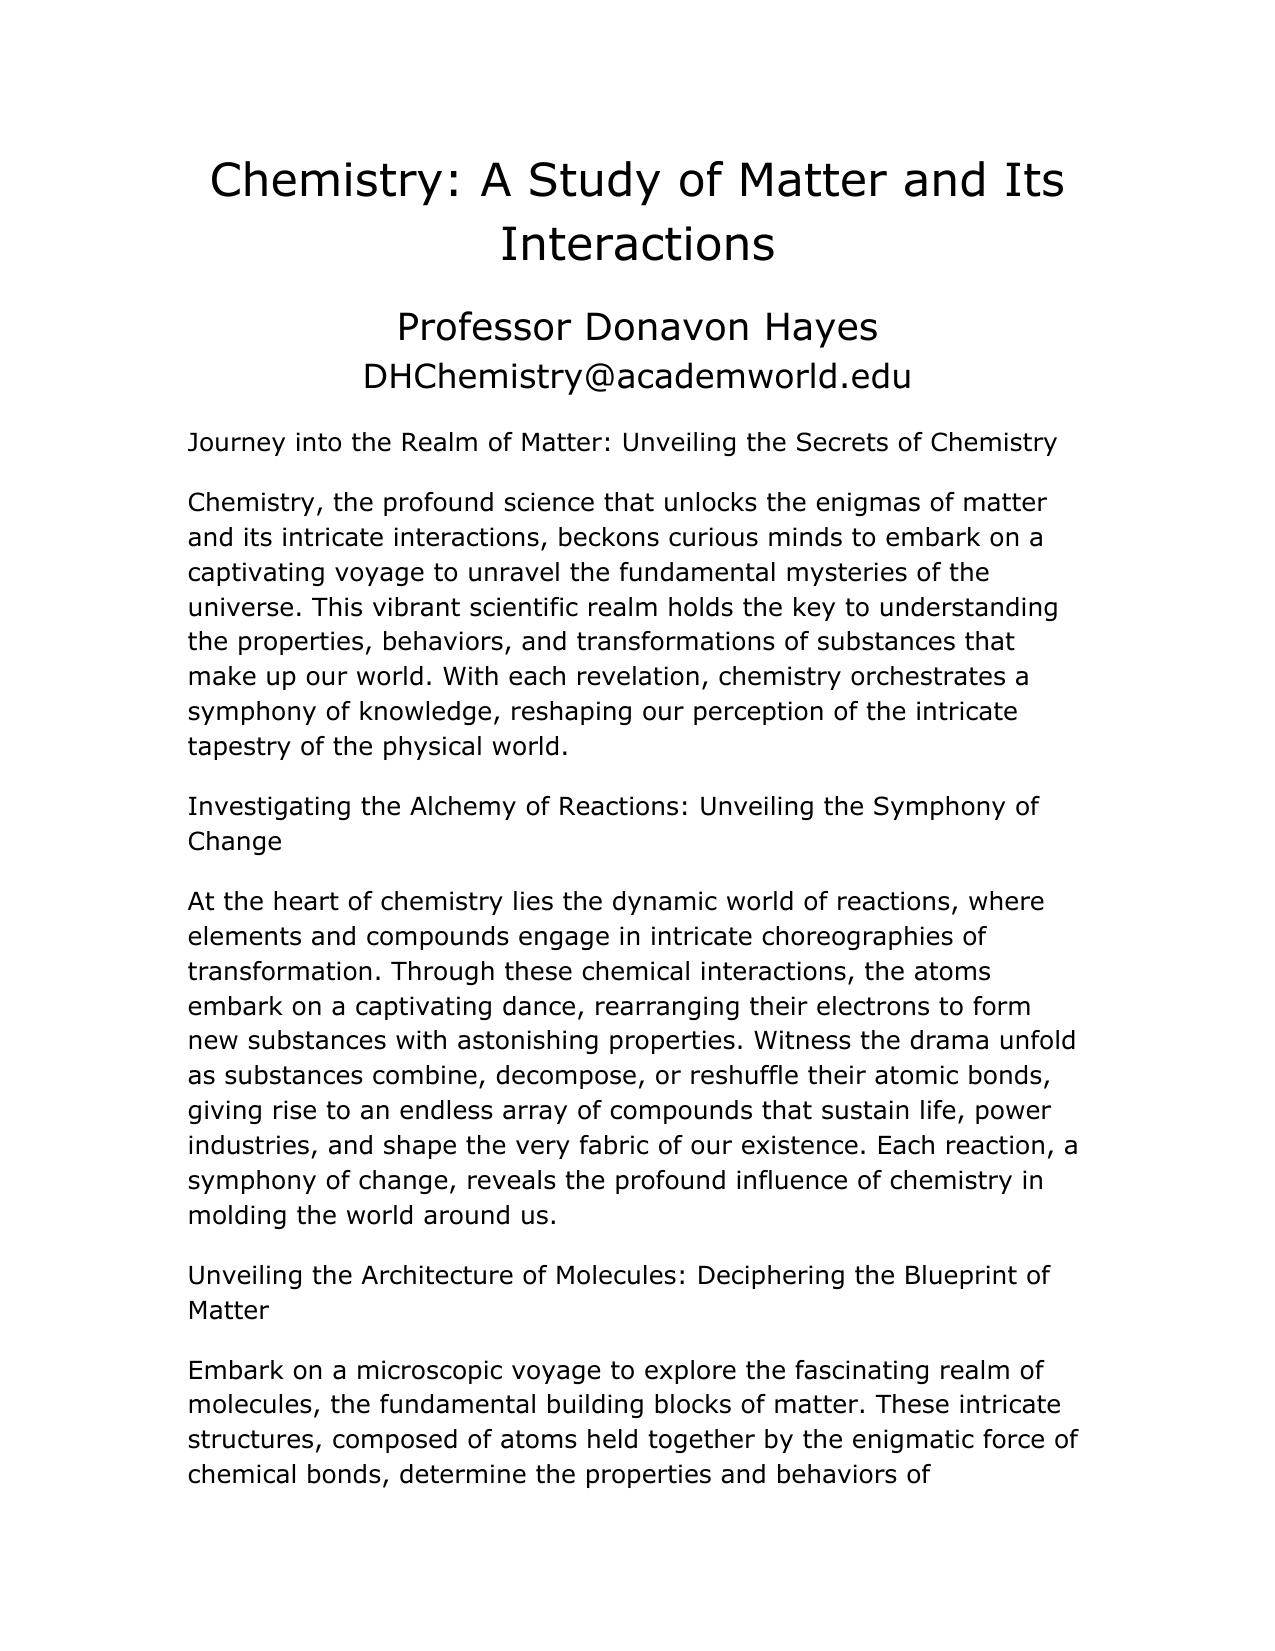 Chemistry: A Study of Matter and Its
Interactions
Professor Donavon Hayes
DHChemistry@academworld.edu
Journey into the Realm of Matter: Unveiling the Secrets of Chemistry
Chemistry, the profound science that unlocks the enigmas of matter
and its intricate interactions, beckons curious minds to embark on a
captivating voyage to unravel the fundamental mysteries of the
universe. This vibrant scientific realm holds the key to understanding
the properties, behaviors, and transformations of substances that
make up our world. With each revelation, chemistry orchestrates a
symphony of knowledge, reshaping our perception of the intricate
tapestry of the physical world.
Investigating the Alchemy of Reactions: Unveiling the Symphony of
Change
At the heart of chemistry lies the dynamic world of reactions, where
elements and compounds engage in intricate choreographies of
transformation. Through these chemical interactions, the atoms
embark on a captivating dance, rearranging their electrons to form
new substances with astonishing properties. Witness the drama unfold
as substances combine, decompose, or reshuffle their atomic bonds,
giving rise to an endless array of compounds that sustain life, power
industries, and shape the very fabric of our existence. Each reaction, a
symphony of change, reveals the profound influence of chemistry in
molding the world around us.
Unveiling the Architecture of Molecules: Deciphering the Blueprint of
Matter
Embark on a microscopic voyage to explore the fascinating realm of
molecules, the fundamental building blocks of matter. These intricate
structures, composed of atoms held together by the enigmatic force of
chemical bonds, determine the properties and behaviors of